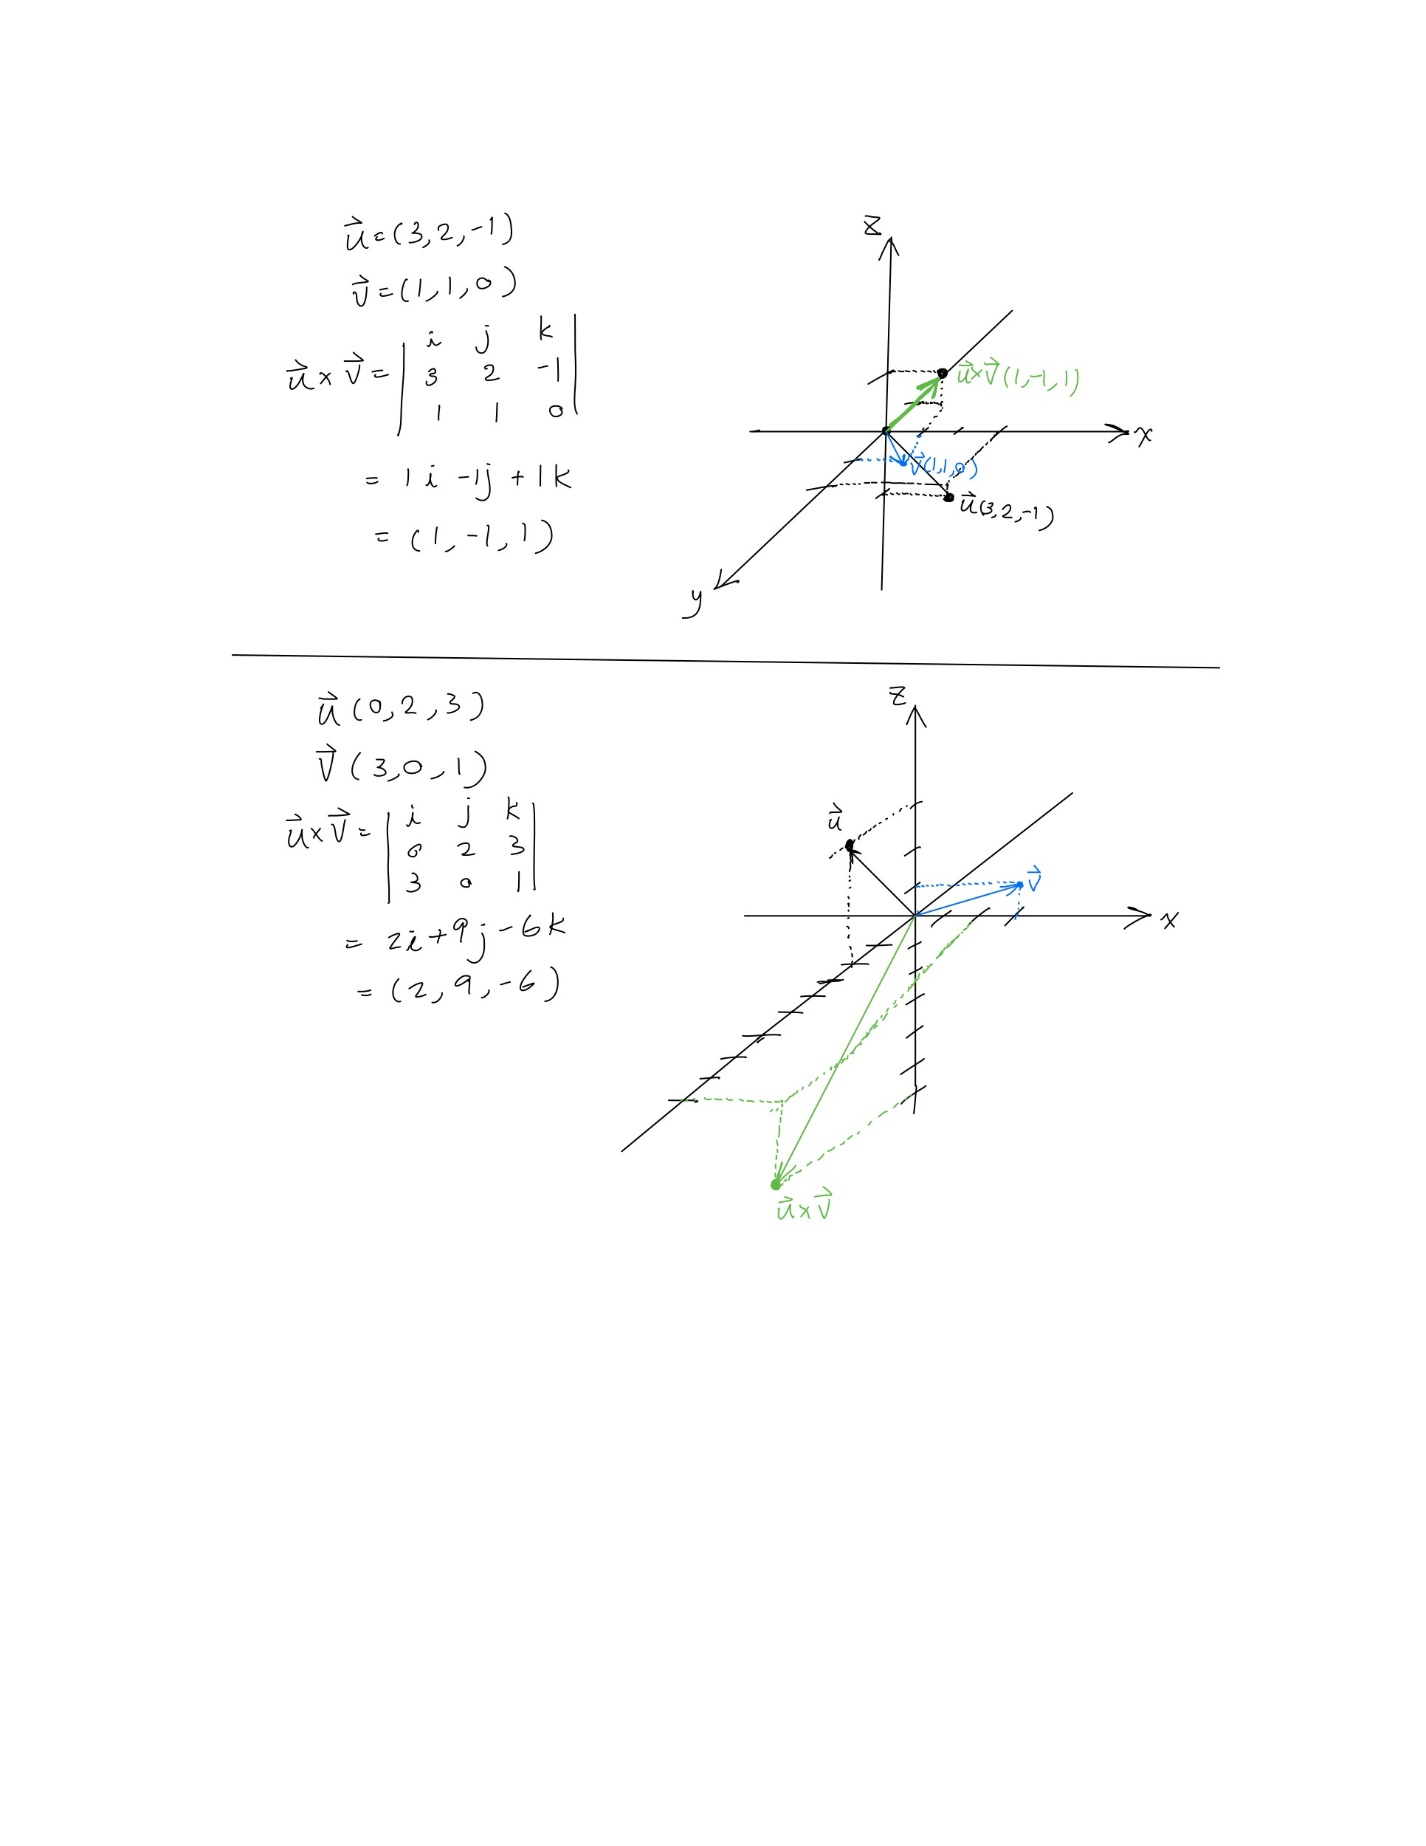 u⃗=(3,2,-1)
v⃗=(1,1,0)
u⃗×v⃗= | i j k |
3 2 -1
1 1 0
= 1i -1j +1k
= (1,-1,1)
z
u⃗×v⃗(1,-1,1)
x
v⃗(1,1,0)
u⃗(3,2,-1)
y
u⃗(0,2,3)
v⃗(3,0,1)
u⃗×v⃗= | i j k |
0 2 3
3 0 1
= 2i+9j-6k
= (2,9,-6)
z
u⃗
v⃗
x
u⃗×v⃗